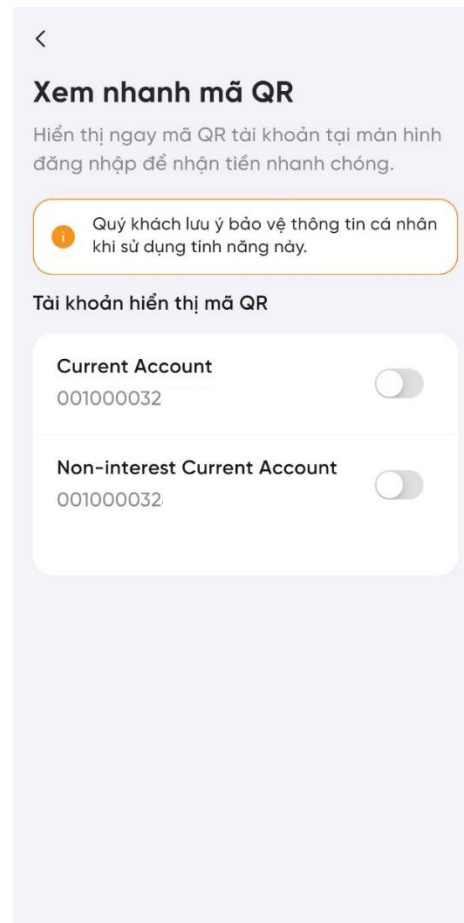 Xem nhanh mã QR
Hiển thị ngay mã QR tài khoản tại màn hình
đăng nhập để nhận tiền nhanh chóng.
Quý khách lưu ý bảo vệ thông tin cá nhân
khi sử dụng tính năng này.
Tài khoản hiển thị mã QR
Current Account
001000032
Non-interest Current Account
001000032